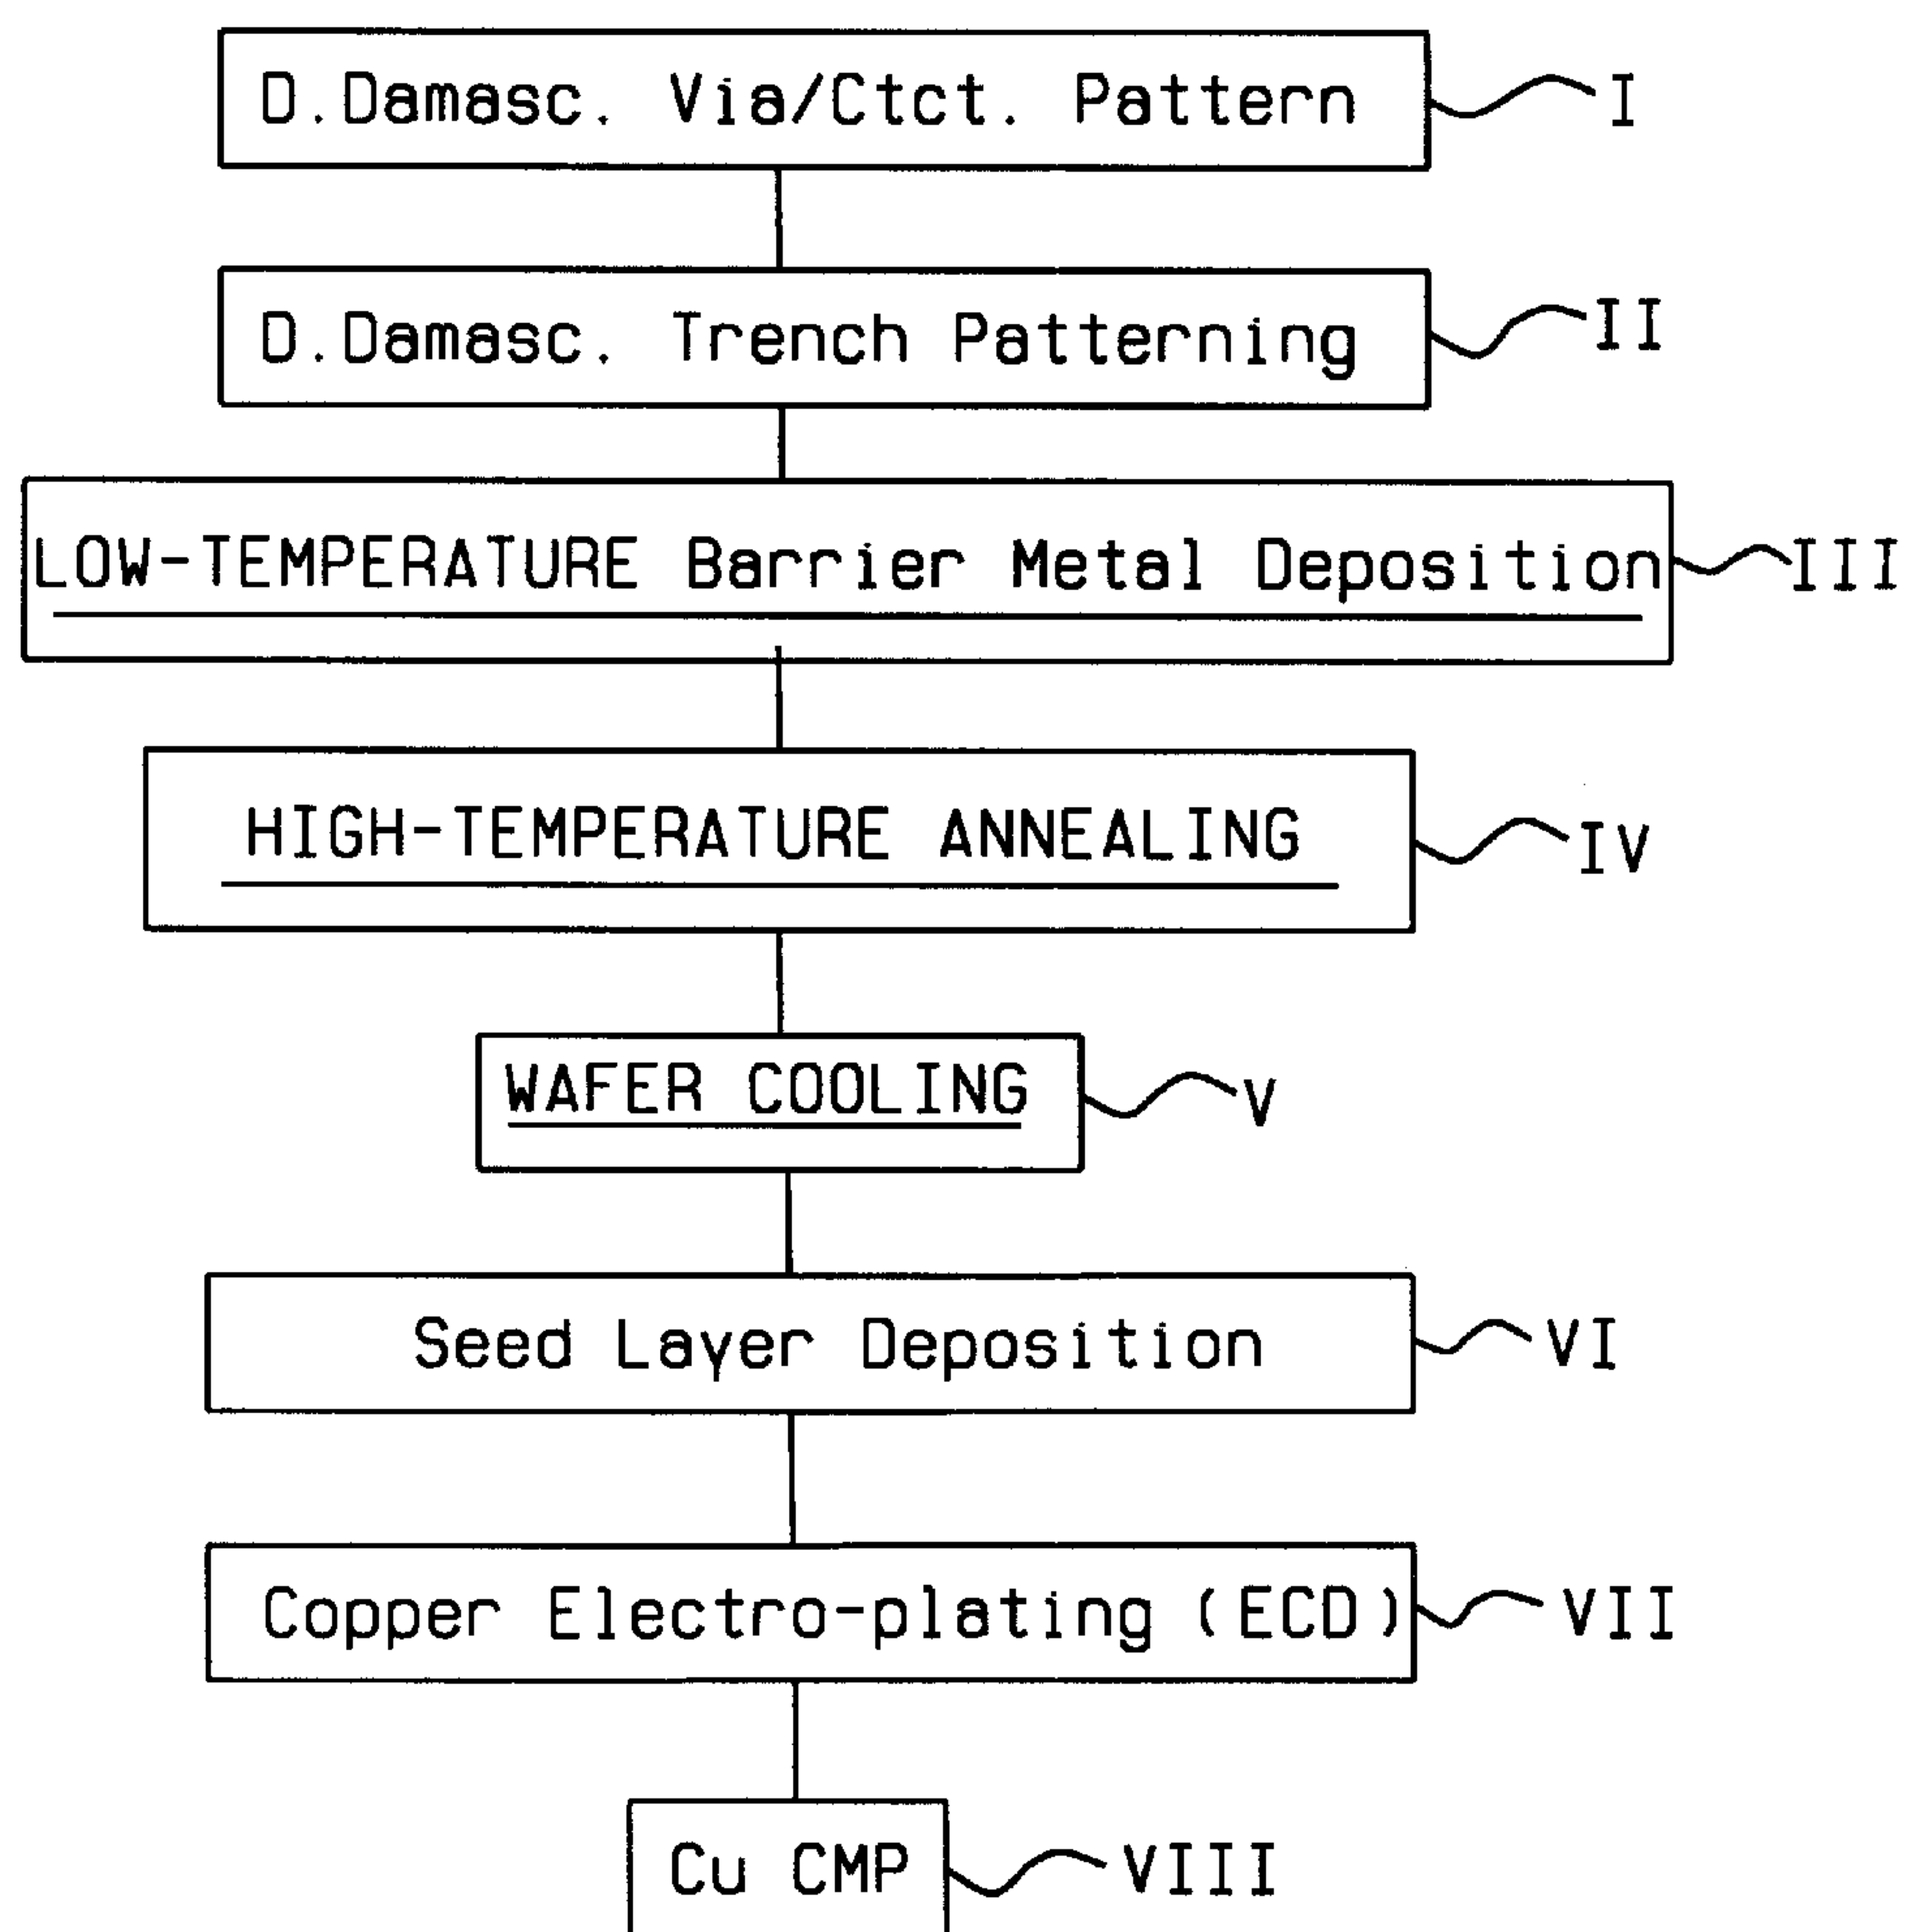 D.Damasc. Via/Ctct. Pattern I
D.Damasc. Trench Patterning II
LOW-TEMPERATURE Barrier Metal Deposition III
HIGH-TEMPERATURE ANNEALING IV
WAFER COOLING V
Seed Layer Deposition VI
Copper Electro-plating (ECD) VII
Cu CMP VIII